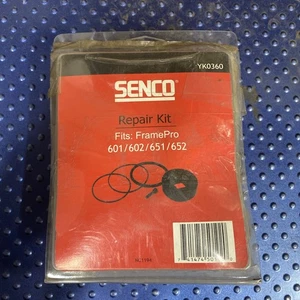 YK0360
SENCO
Repair Kit
Fits: FramePro
601/602/651/652